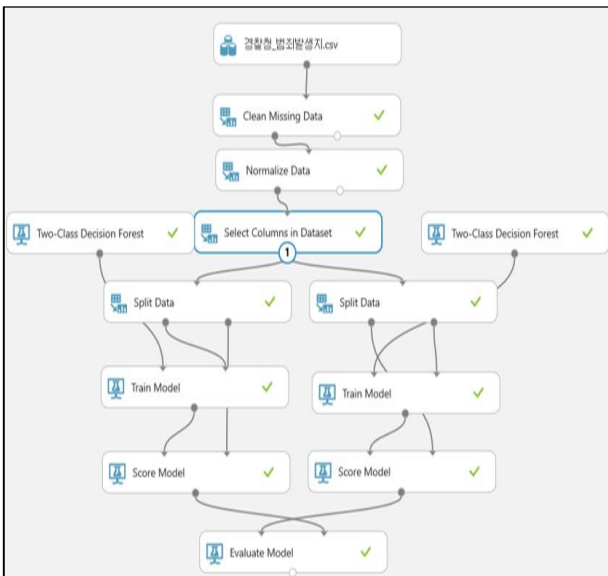 경찰청_범죄발생지.csv
Clean Missing Data
Normalize Data
Two-Class Decision Forest
Select Columns in Dataset
Two-Class Decision Forest
1
Split Data
Split Data
Train Model
Train Model
Score Model
Score Model
Evaluate Model